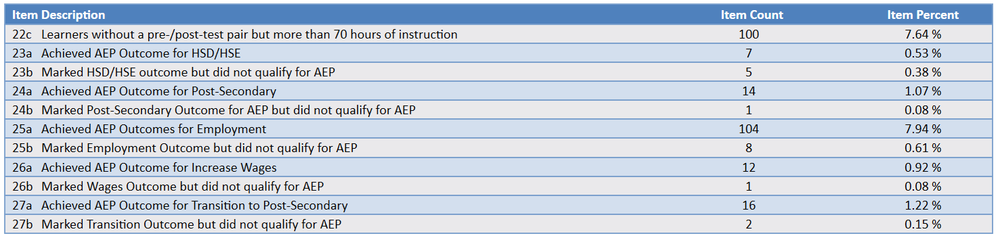 Item Description Item Count Item Percent
22c Learners without a pre-/post-test pair but more than 70 hours of instruction 100 7.64 %
23a Achieved AEP Outcome for HSD/HSE 7 0.53 %
23b Marked HSD/HSE outcome but did not qualify for AEP 5 0.38 %
24a Achieved AEP Outcome for Post-Secondary 14 1.07 %
24b Marked Post-Secondary Outcome for AEP but did not qualify for AEP 1 0.08 %
25a Achieved AEP Outcomes for Employment 104 7.94 %
25b Marked Employment Outcome but did not qualify for AEP 8 0.61 %
26a Achieved AEP Outcome for Increase Wages 12 0.92 %
26b Marked Wages Outcome but did not qualify for AEP 1 0.08 %
27a Achieved AEP Outcome for Transition to Post-Secondary 16 1.22 %
27b Marked Transition Outcome but did not qualify for AEP 2 0.15 %